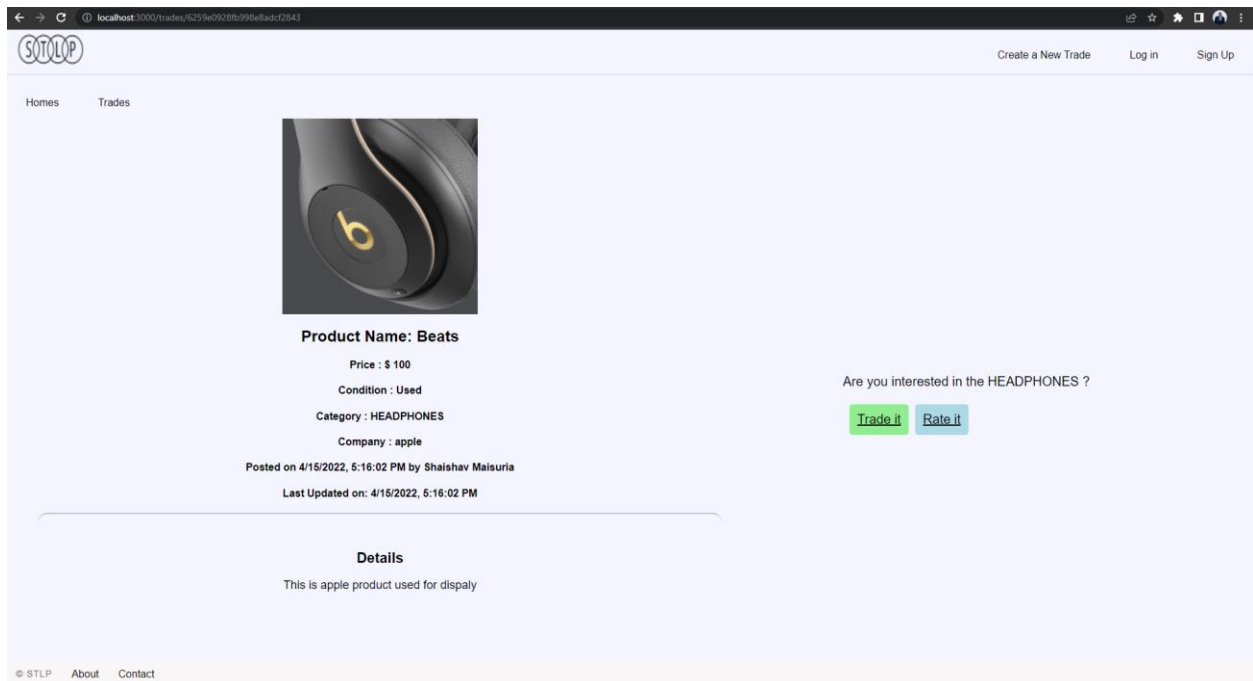 localhost:3000/trades/6259e0928fb998e8adcf2843
STLP
Create a New Trade Log in Sign Up
Homes Trades
b
Product Name: Beats
Price : $ 100
Condition : Used
Category : HEADPHONES
Company : apple
Posted on 4/15/2022, 5:16:02 PM by Shaishav Maisuria
Last Updated on: 4/15/2022, 5:16:02 PM
Are you interested in the HEADPHONES ?
Trade it Rate it
Details
This is apple product used for dispaly
© STLP About Contact